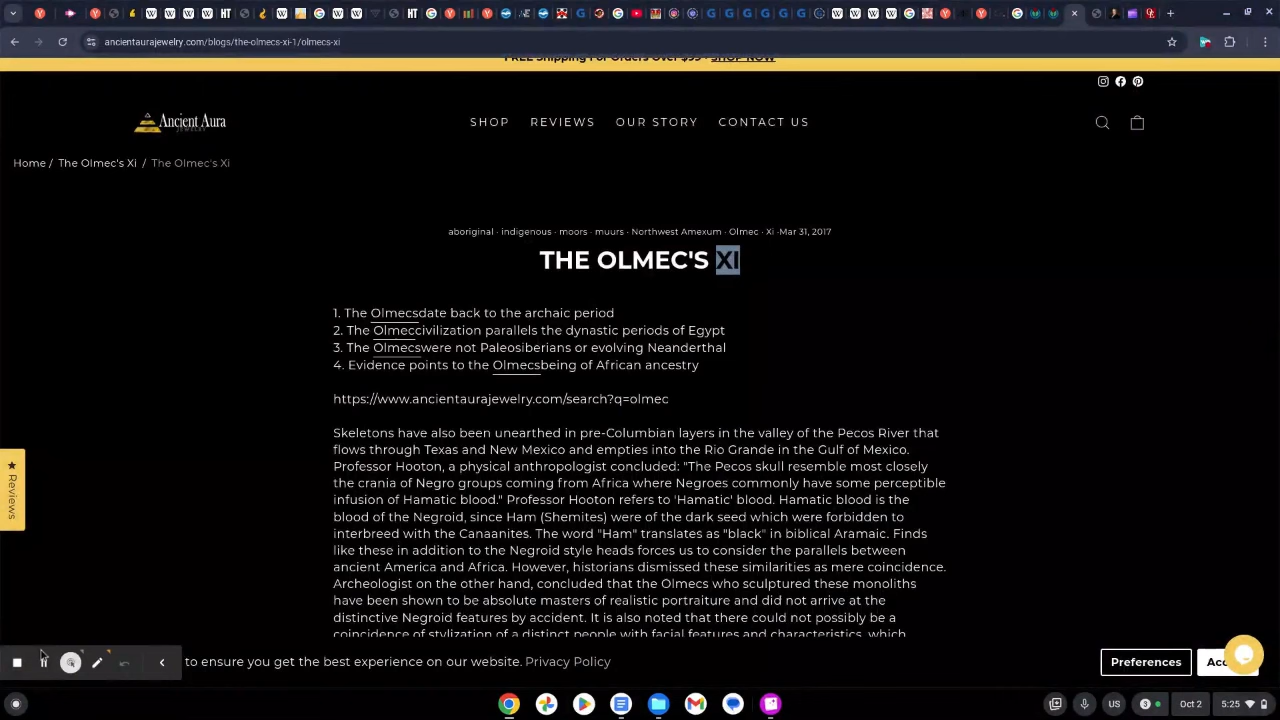 ancientaurajewelry.com/blogs/the-olmecs-xi-1/olmecs-xi
FREE Shipping For Orders Over $99 - SHOP NOW
Ancient Aura
JEWELRY
SHOP REVIEWS OUR STORY CONTACT US
Home / The Olmec's Xi / The Olmec's Xi
aboriginal · indigenous · moors · muurs · Northwest Amexum · Olmec · Xi ·Mar 31, 2017
THE OLMEC'S XI
1. The Olmecsdate back to the archaic period
2. The Olmeccivilization parallels the dynastic periods of Egypt
3. The Olmecswere not Paleosiberians or evolving Neanderthal
4. Evidence points to the Olmecsbeing of African ancestry
https://www.ancientaurajewelry.com/search?q=olmec
Skeletons have also been unearthed in pre-Columbian layers in the valley of the Pecos River that
flows through Texas and New Mexico and empties into the Rio Grande in the Gulf of Mexico.
Professor Hooton, a physical anthropologist concluded: "The Pecos skull resemble most closely
the crania of Negro groups coming from Africa where Negroes commonly have some perceptible
infusion of Hamatic blood." Professor Hooton refers to 'Hamatic' blood. Hamatic blood is the
blood of the Negroid, since Ham (Shemites) were of the dark seed which were forbidden to
interbreed with the Canaanites. The word "Ham" translates as "black" in biblical Aramaic. Finds
like these in addition to the Negroid style heads forces us to consider the parallels between
ancient America and Africa. However, historians dismissed these similarities as mere coincidence.
Archeologist on the other hand, concluded that the Olmecs who sculptured these monoliths
have been shown to be absolute masters of realistic portraiture and did not arrive at the
distinctive Negroid features by accident. It is also noted that there could not possibly be a
coincidence of stylization of a distinct people with facial features and characteristics, which
★ Reviews
to ensure you get the best experience on our website. Privacy Policy
Preferences
US
3
Oct 2
5:25